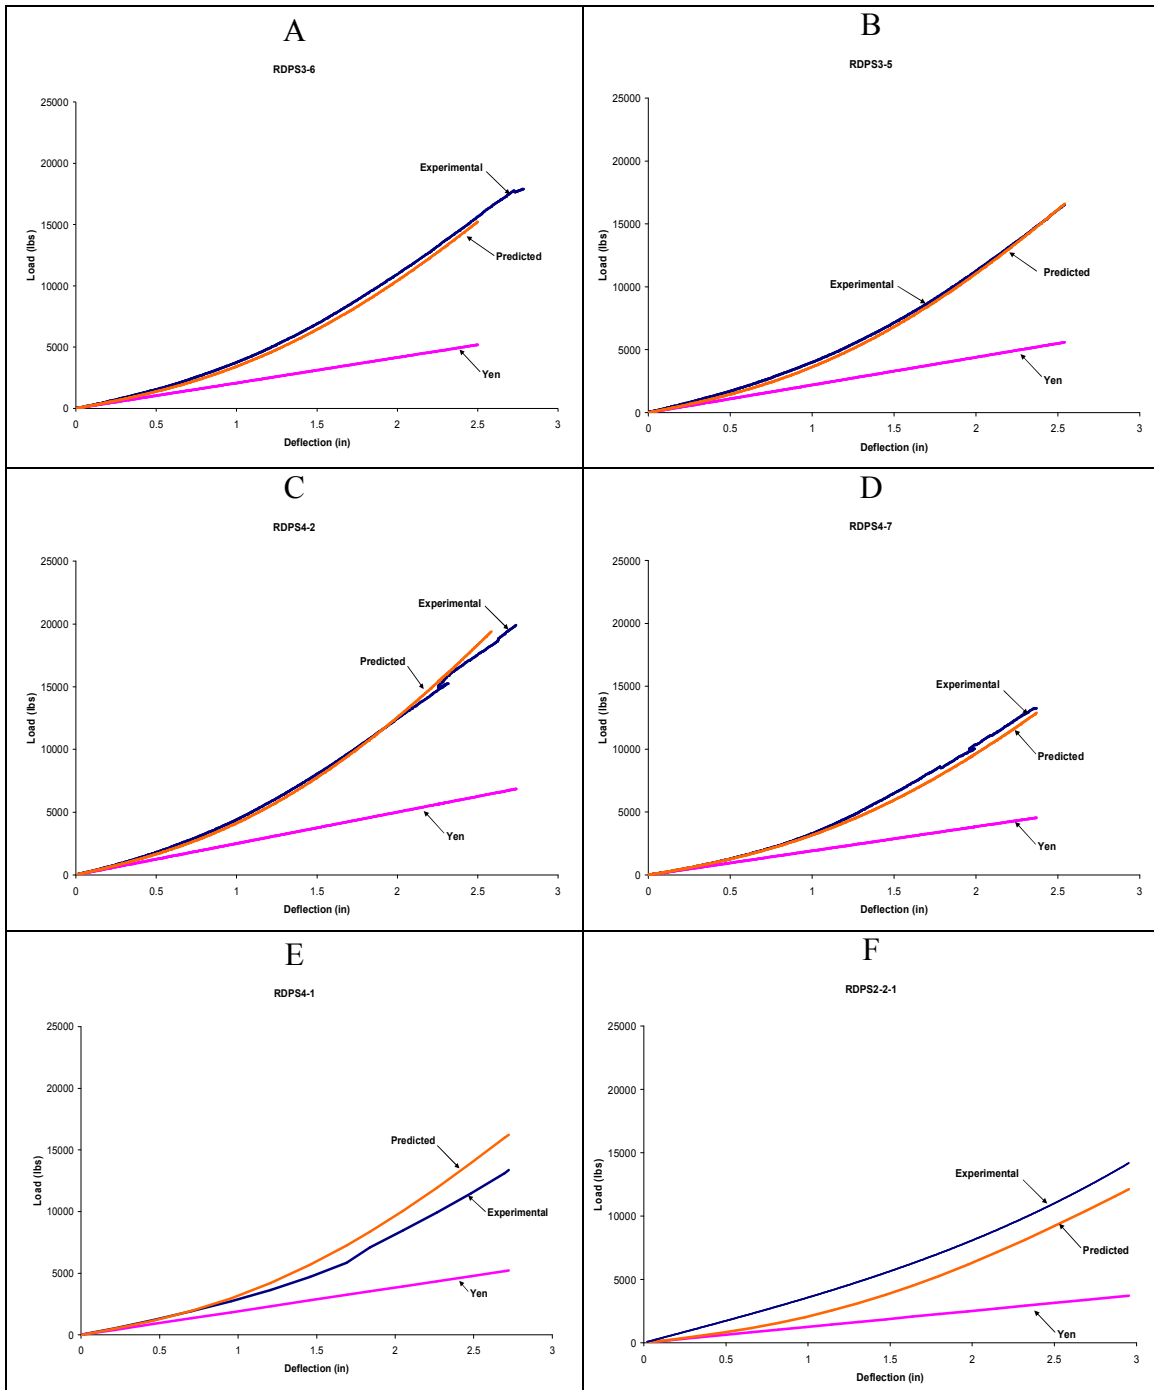 A
RDPS3-6
25000
20000
15000
10000
5000
0
Load (lbs)
Experimental
Predicted
Yen
0 0.5 1 1.5 2 2.5 3
Deflection (in)
B
RDPS3-5
25000
20000
15000
10000
5000
0
Load (lbs)
Experimental
Predicted
Yen
0 0.5 1 1.5 2 2.5 3
Deflection (in)
C
RDPS4-2
25000
20000
15000
10000
5000
0
Load (lbs)
Experimental
Predicted
Yen
0 0.5 1 1.5 2 2.5 3
Deflection (in)
D
RDPS4-7
25000
20000
15000
10000
5000
0
Load (lbs)
Experimental
Predicted
Yen
0 0.5 1 1.5 2 2.5 3
Deflection (in)
E
RDPS4-1
25000
20000
15000
10000
5000
0
Load (lbs)
Predicted
Experimental
Yen
0 0.5 1 1.5 2 2.5 3
Deflection (in)
F
RDPS2-2-1
25000
20000
15000
10000
5000
0
Load (lbs)
Experimental
Predicted
Yen
0 0.5 1 1.5 2 2.5 3
Deflection (in)